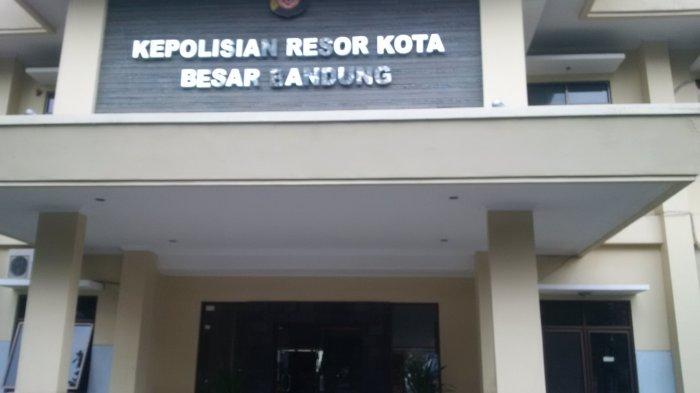 KEPOLISIAN RESOR KOTA
BESAR BANDUNG